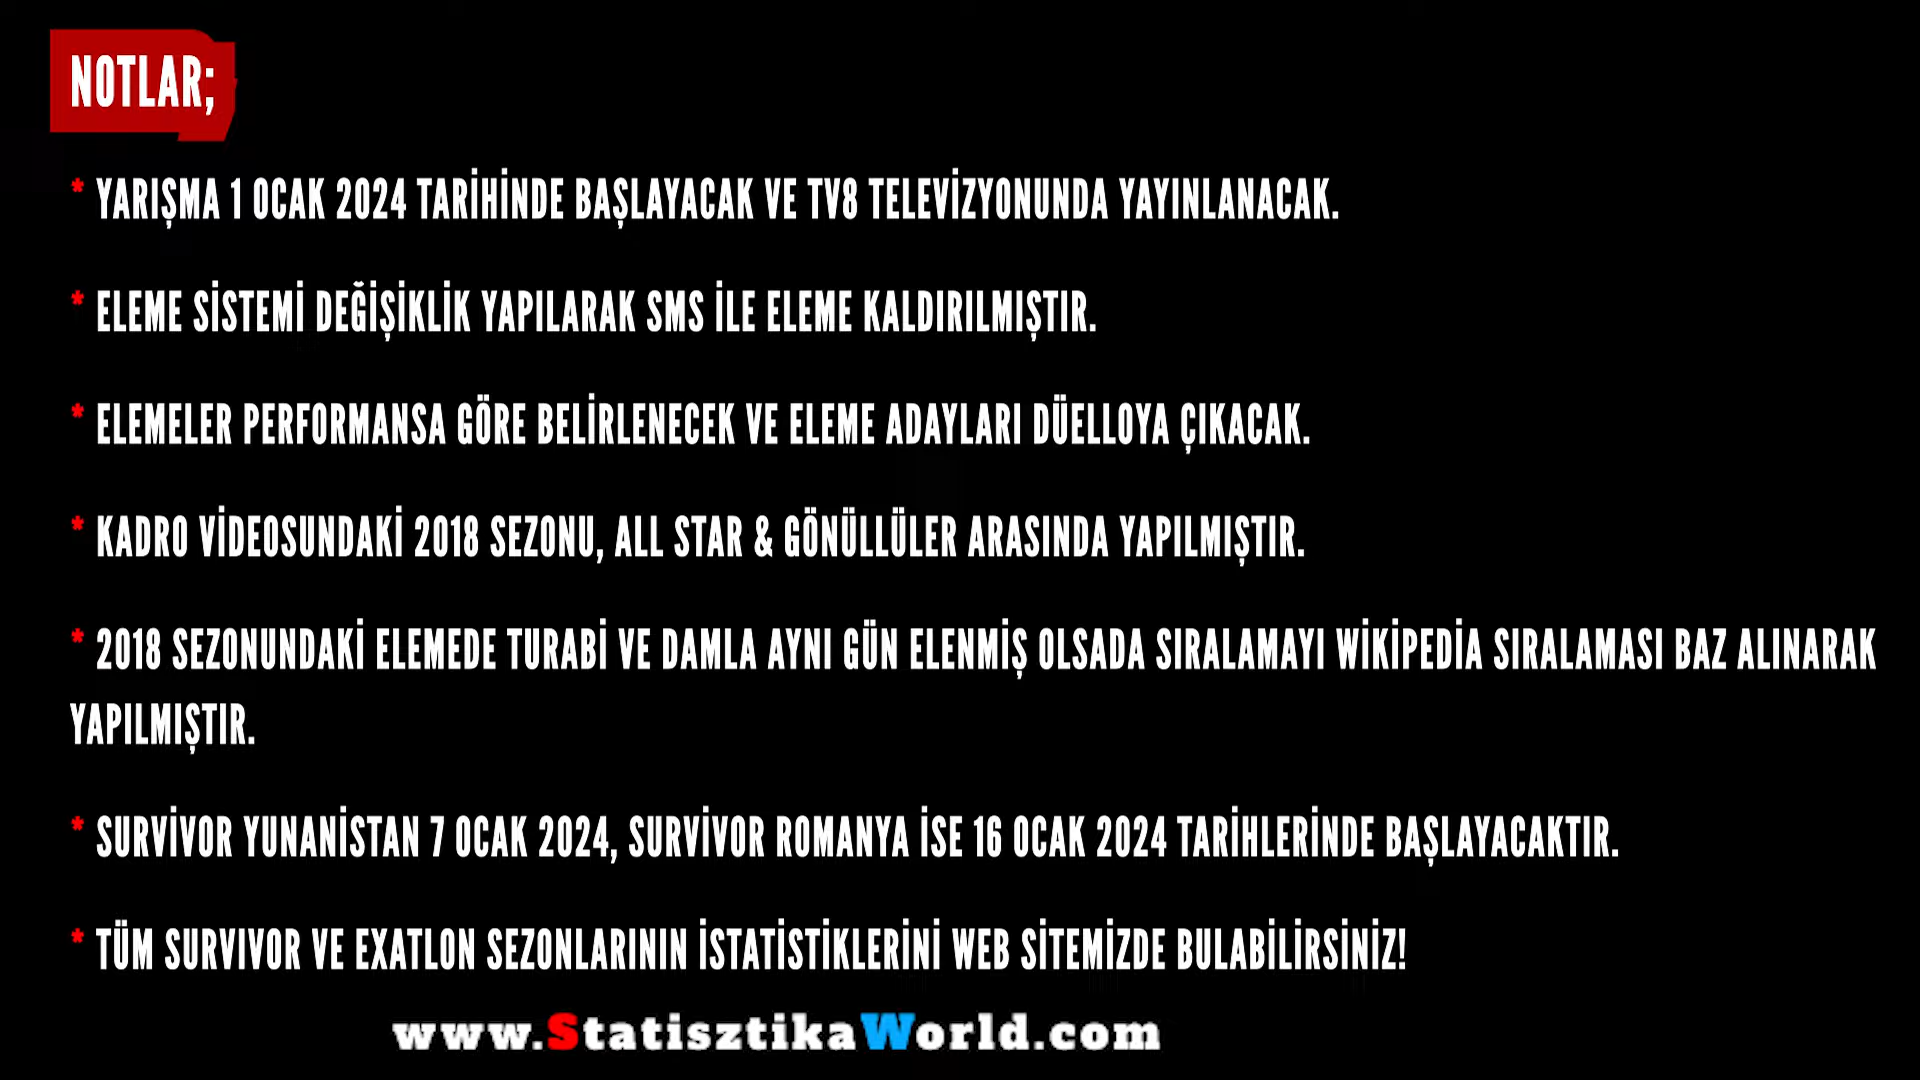 NOTLAR;
* YARIŞMA 1 OCAK 2024 TARİHİNDE BAŞLAYACAK VE TV8 TELEVİZYONUNDA YAYINLANACAK.
* ELEME SİSTEMİ DEĞİŞİKLİK YAPILARAK SMS İLE ELEME KALDIRILMIŞTIR.
* ELEMELER PERFORMANSA GÖRE BELİRLENECEK VE ELEME ADAYLARI DÜELLOYA ÇIKACAK.
* KADRO VİDEOSUNDAKİ 2018 SEZONU, ALL STAR & GÖNÜLLÜLER ARASINDA YAPILMIŞTIR.
* 2018 SEZONUNDAKİ ELEMEDE TURABİ VE DAMLA AYNI GÜN ELENMİŞ OLSADA SIRALAMAYI WİKİPEDİA SIRALAMASI BAZ ALINARAK
YAPILMIŞTIR.
* SURVİVOR YUNANİSTAN 7 OCAK 2024, SURVİVOR ROMANYA İSE 16 OCAK 2024 TARİHLERİNDE BAŞLAYACAKTIR.
* TÜM SURVIVOR VE EXATLON SEZONLARININ İSTATİSTİKLERİNİ WEB SİTEMİZDE BULABİLİRSİNİZ!
www.StatisztikaWorld.com